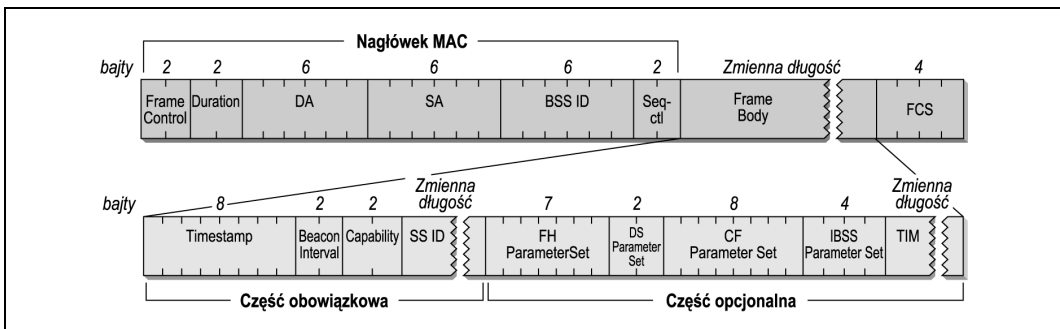 Nagłówek MAC
bajty 2 2 6 6 6 2 Zmienna długość 4
Frame Control Duration DA SA BSS ID Seq-ctl Frame Body FCS
bajty 8 2 2 Zmienna długość 7 2 8 4 Zmienna długość
Timestamp Beacon Interval Capability SS ID FH ParameterSet DS Parameter Set CF Parameter Set IBSS Parameter Set TIM
Część obowiązkowa Część opcjonalna